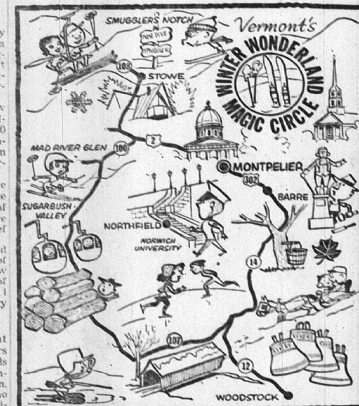 SMUGGLERS NOTCH
Vermont's
WINTER WONDERLAND
MAGIC CIRCLE
108
STOWE
2
MAD RIVER GLEN
100
MONTPELIER
302
BARRE
SUGARBUSH
VALLEY
NORTHFIELD
NORWICH
UNIVERSITY
14
107
12
WOODSTOCK